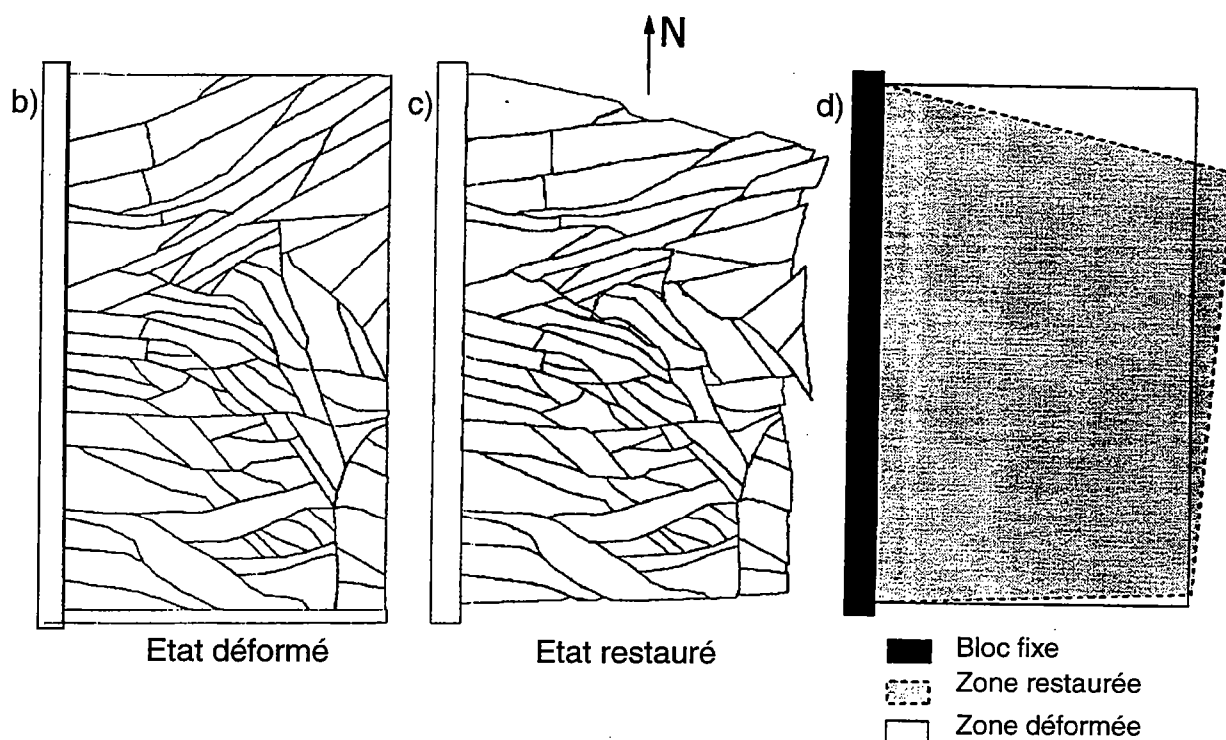 N
b)
c)
d)
Etat déformé
Etat restauré
Bloc fixe
Zone restaurée
Zone déformée